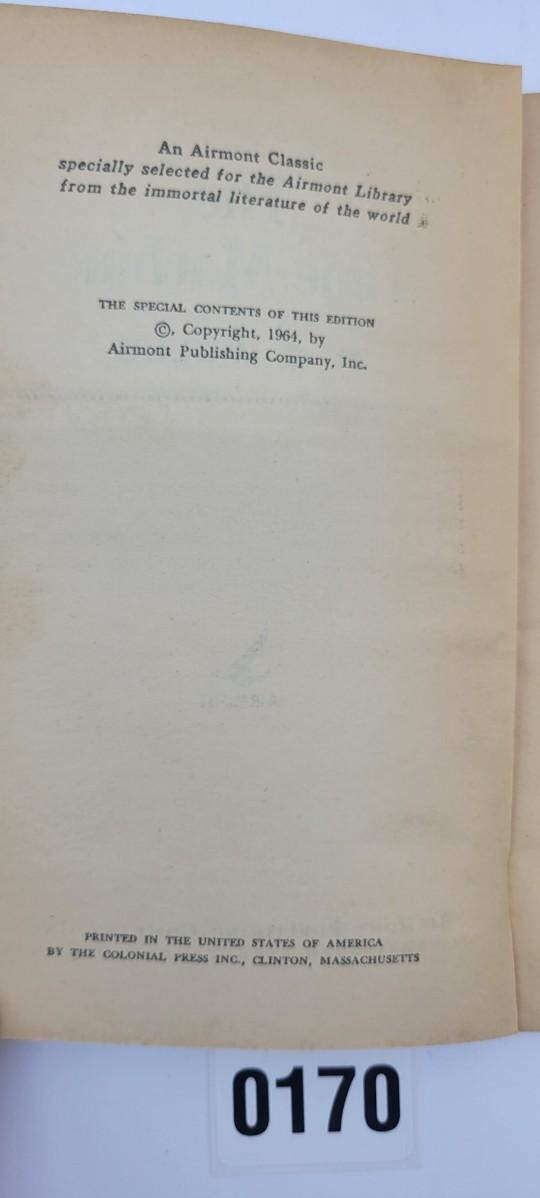 An Airmont Classic
specially selected for the Airmont Library
from the immortal literature of the world
THE SPECIAL CONTENTS OF THIS EDITION
©, Copyright, 1964, by
Airmont Publishing Company, Inc.
PRINTED IN THE UNITED STATES OF AMERICA
BY THE COLONIAL PRESS INC., CLINTON, MASSACHUSETTS
0170